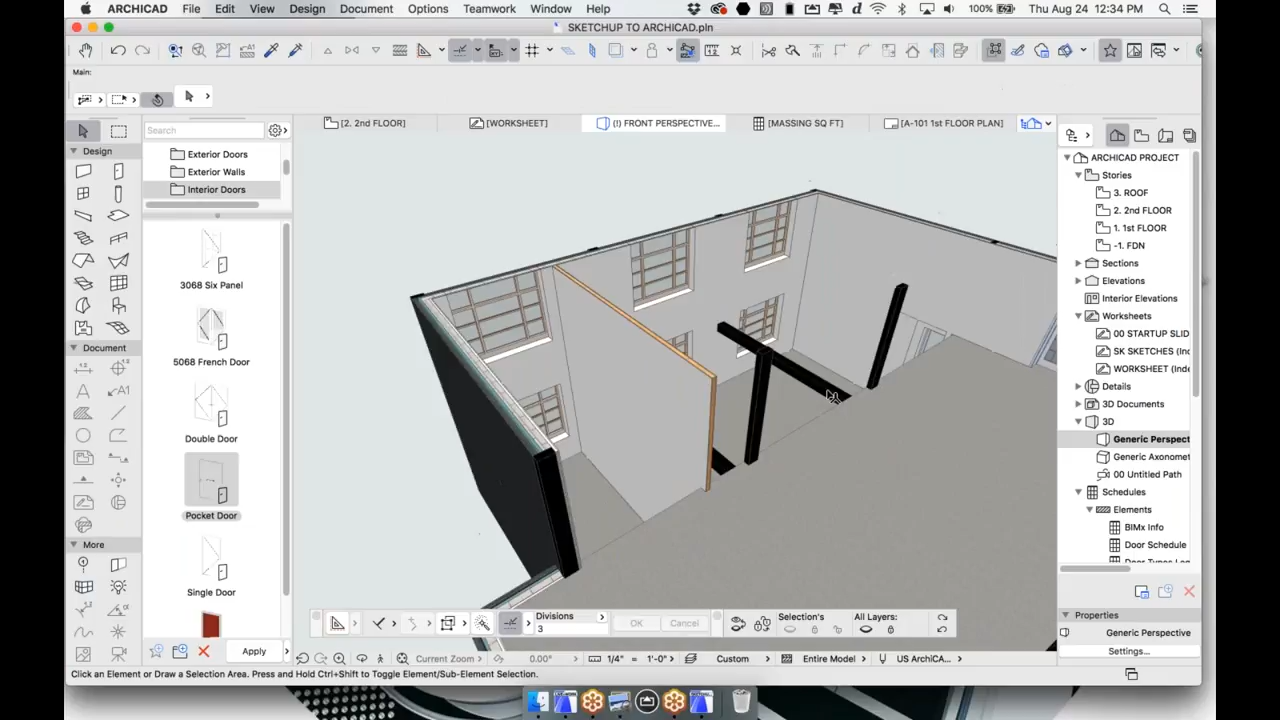 ARCHICAD File Edit View Design Document Options Teamwork Window Help 100% Thu Aug 24 12:34 PM
SKETCHUP TO ARCHICAD.pln
Main:
[2. 2nd FLOOR] [WORKSHEET] (!) FRONT PERSPECTIVE... [MASSING SQ FT] [A-101 1st FLOOR PLAN]
Search
Design
Exterior Doors
Exterior Walls
Interior Doors
3068 Six Panel
5068 French Door
Double Door
Pocket Door
Single Door
Apply
Document
More
ARCHICAD PROJECT
Stories
3. ROOF
2. 2nd FLOOR
1. 1st FLOOR
-1. FDN
Sections
Elevations
Interior Elevations
Worksheets
00 STARTUP SLID
SK SKETCHES (Inc
WORKSHEET (Inde
Details
3D Documents
3D
Generic Perspect
Generic Axonomet
00 Untitled Path
Schedules
Elements
BIMx Info
Door Schedule
Properties
Generic Perspective
Settings...
Divisions
3
OK Cancel
Selection's
All Layers:
Current Zoom 0.00° 1/4" = 1'-0" Custom Entire Model US ArchiCA...
Click an Element or Draw a Selection Area. Press and Hold Ctrl+Shift to Toggle Element/Sub-Element Selection.